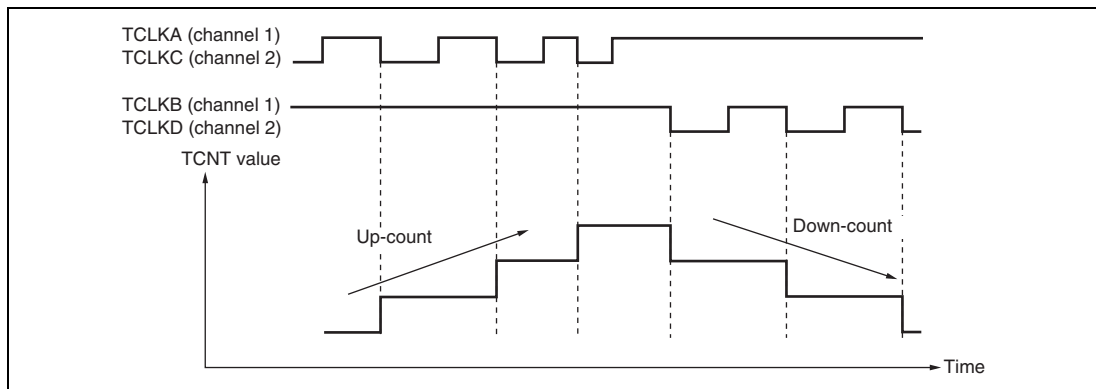 TCLKA (channel 1)
TCLKC (channel 2)
TCLKB (channel 1)
TCLKD (channel 2)
TCNT value
Up-count
Down-count
Time